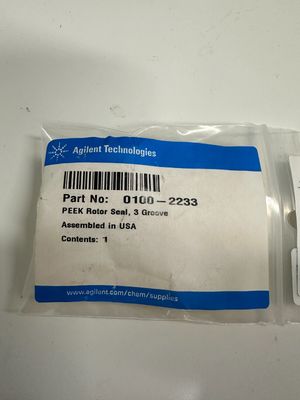 Agilent Technologies
Part No: 0100-2233
PEEK Rotor Seal, 3 Groove
Assembled in USA
Contents: 1
www.agilent.com/chem/supplies